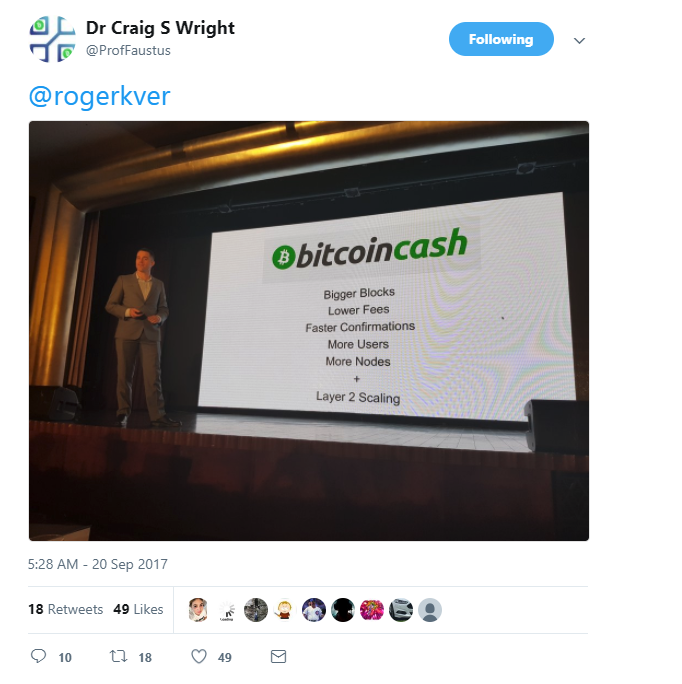 Dr Craig S Wright
@ProfFaustus
Following
@rogerkver
bitcoincash
Bigger Blocks
Lower Fees
Faster Confirmations
More Users
More Nodes
+
Layer 2 Scaling
5:28 AM - 20 Sep 2017
18 Retweets 49 Likes
Loading
10 18 49